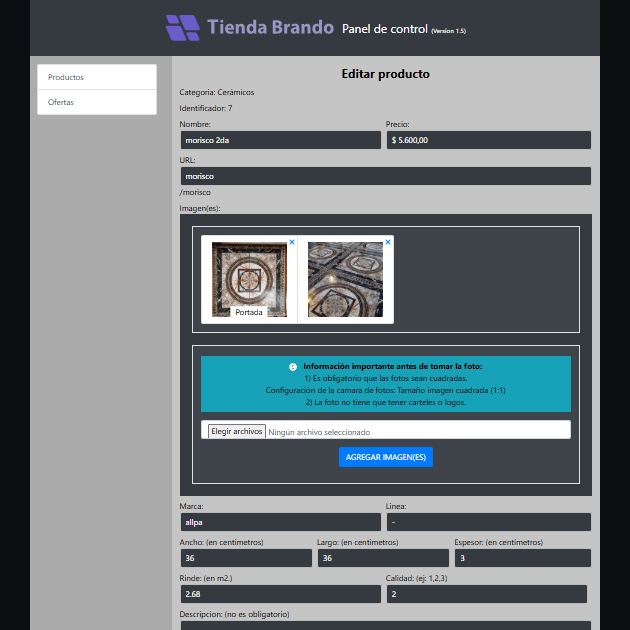 Tienda Brando Panel de control (Version 1.5)
Productos
Ofertas
Editar producto
Categoria: Cerámicos
Identificador: 7
Nombre: Precio:
morisco 2da $ 5.600,00
URL:
morisco
/morisco
Imagen(es):
Portada
Información importante antes de tomar la foto:
1) Es obligatorio que las fotos sean cuadradas.
Configuración de la camara de fotos: Tamaño imagen cuadrada (1:1)
2) La foto no tiene que tener carteles o logos.
Elegir archivos Ningún archivo seleccionado
AGREGAR IMAGEN(ES)
Marca: Linea:
allpa -
Ancho: (en centimetros) Largo: (en centimetros) Espesor: (en centimetros)
36 36 3
Rinde: (en m2.) Calidad: (ej: 1,2,3)
2.68 2
Descripcion: (no es obligatorio)